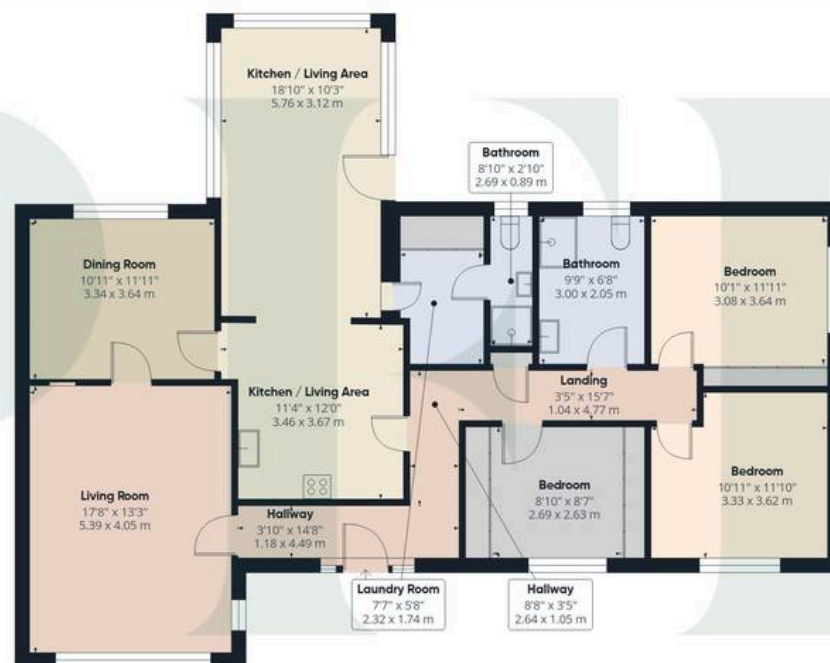 Kitchen / Living Area
18'10" x 10'3"
5.76 x 3.12 m
Bathroom
8'10" x 2'10"
2.69 x 0.89 m
Dining Room
10'11" x 11'11"
3.34 x 3.64 m
Bathroom
9'9" x 6'8"
3.00 x 2.05 m
Bedroom
10'1" x 11'11"
3.08 x 3.64 m
Kitchen / Living Area
11'4" x 12'0"
3.46 x 3.67 m
Landing
3'5" x 15'7"
1.04 x 4.77 m
Living Room
17'8" x 13'3"
5.39 x 4.05 m
Bedroom
8'10" x 8'7"
2.69 x 2.63 m
Bedroom
10'11" x 11'10"
3.33 x 3.62 m
Hallway
3'10" x 14'8"
1.18 x 4.49 m
Laundry Room
7'7" x 5'8"
2.32 x 1.74 m
Hallway
8'8" x 3'5"
2.64 x 1.05 m